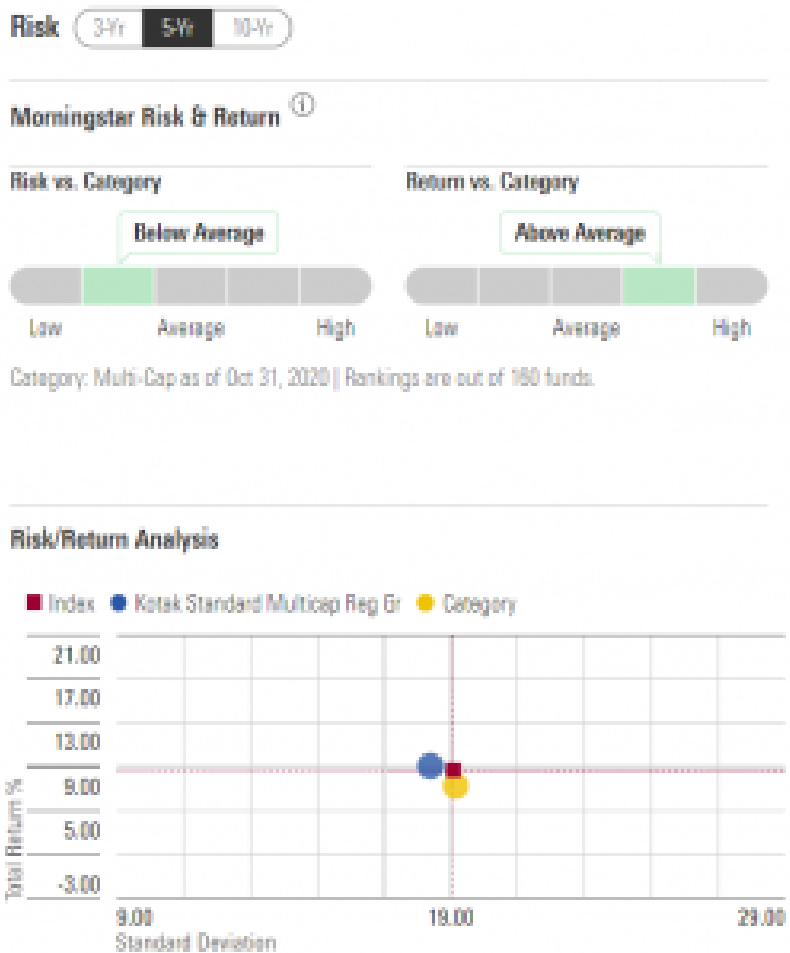 Risk 3-Yr 5-Yr 10-Yr
Morningstar Risk & Return
Risk vs. Category
Return vs. Category
Below Average
Above Average
Low Average High
Low Average High
Category: Multi-Cap as of Oct 31, 2020 | Rankings are out of 160 funds.
Risk/Return Analysis
Index Kotak Standard Multicap Reg Gr Category
21.00
17.00
13.00
9.00
5.00
-3.00
Total Return %
9.00 19.00 29.00
Standard Deviation